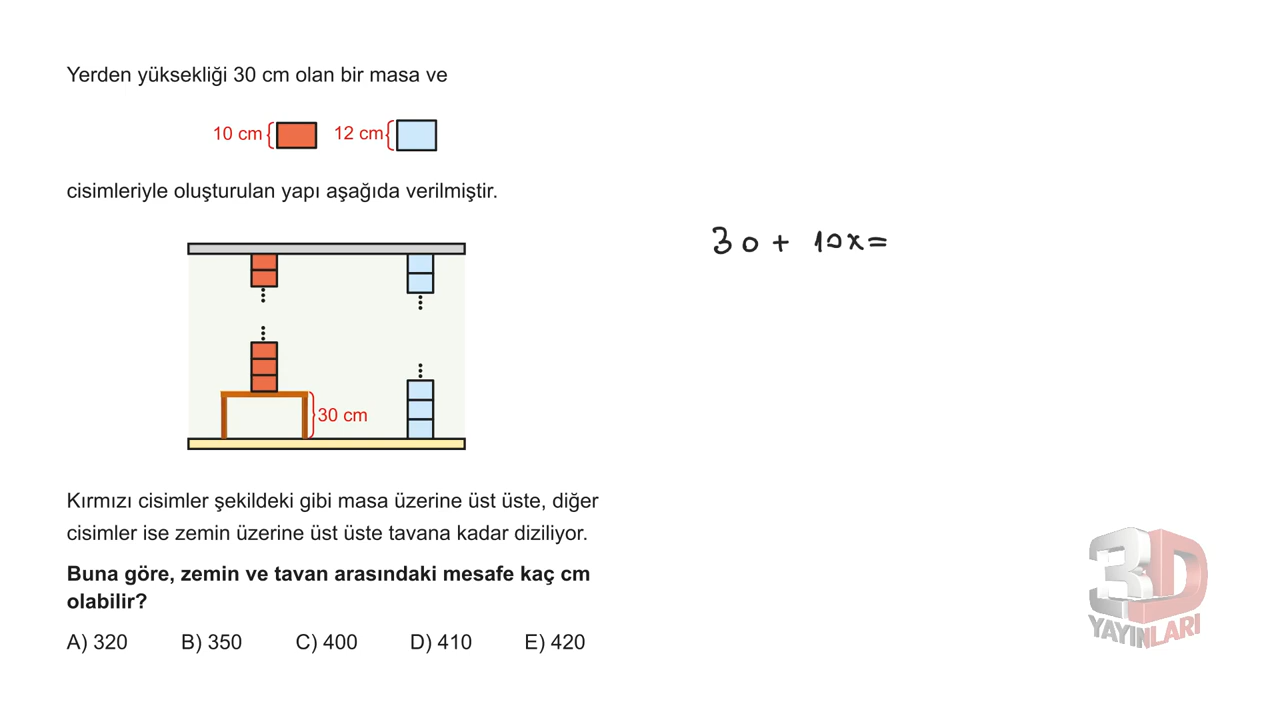 Yerden yüksekliği 30 cm olan bir masa ve
10 cm 12 cm
cisimleriyle oluşturulan yapı aşağıda verilmiştir.
30 + 10x =
30 cm
Kırmızı cisimler şekildeki gibi masa üzerine üst üste, diğer
cisimler ise zemin üzerine üst üste tavana kadar diziliyor.
Buna göre, zemin ve tavan arasındaki mesafe kaç cm
olabilir?
A) 320 B) 350 C) 400 D) 410 E) 420
3D
YAYINLARI